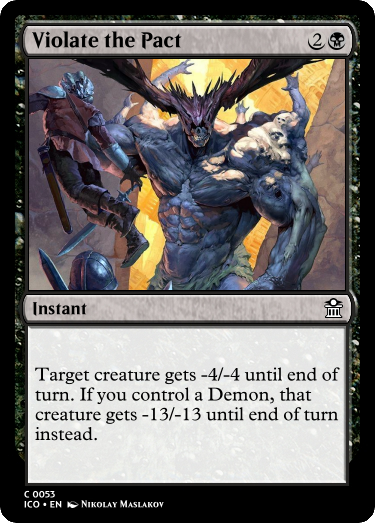 Violate the Pact 2
Instant
Target creature gets -4/-4 until end of
turn. If you control a Demon, that
creature gets -13/-13 until end of turn
instead.
C 0053
ICO • EN Nikolay Maslakov